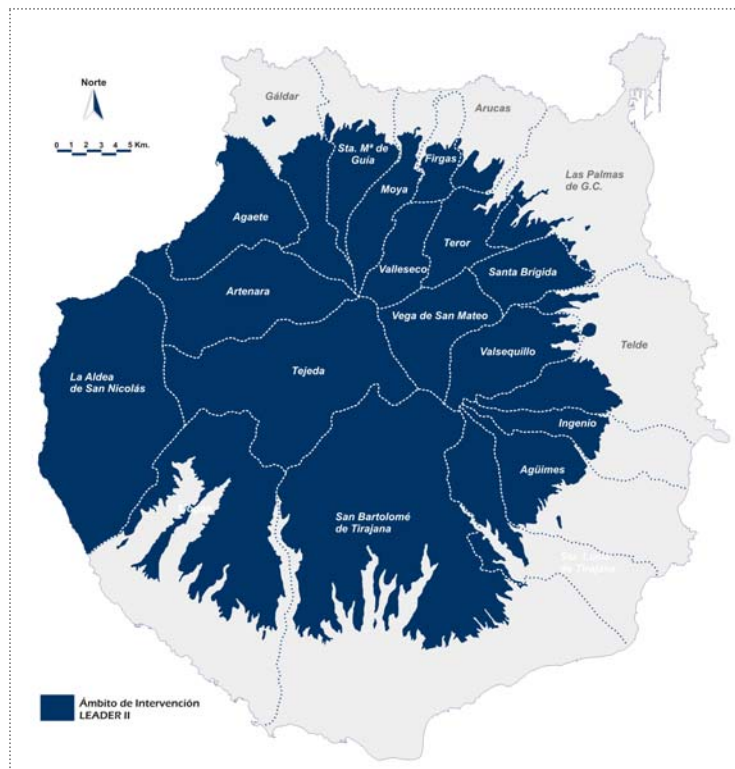 Norte
0 1 2 3 4 5 Km.
Gáldar
Arucas
Sta. Mª de
Guía
Firgas
Moya
Las Palmas
de G.C.
Agaete
Teror
Valleseco
Santa Brígida
Artenara
Vega de San Mateo
Valsequillo
Telde
Tejeda
La Aldea
de San Nicolás
Ingenio
Agüimes
San Bartolomé
de Tirajana
de Tirajana
Ámbito de Intervención
LEADER II